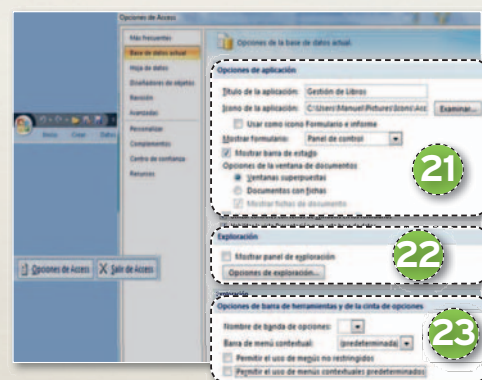 Opciones de Access
Más frecuentes
Base de datos actual
Hoja de datos
Diseñadores de objetos
Revisión
Avanzadas
Personalizar
Complementos
Centro de confianza
Recursos
Inicio Crear Datos
Opciones de Access Salir de Access
Opciones de la base de datos actual.
Opciones de aplicación
Título de la aplicación: Gestión de Libros
Icono de la aplicación: Examinar...
Usar como icono Formulario e informe
Mostrar formulario: Panel de control
Mostrar barra de estado
Opciones de la ventana de documentos
Ventanas superpuestas
Documentos con fichas
Mostrar fichas de documento
21
Exploración
Mostrar panel de exploración
Opciones de exploración...
22
Opciones de barra de herramientas y de la cinta de opciones
Nombre de banda de opciones:
Barra de menú contextual: (predeterminada)
Permitir el uso de menús no restringidos
Permitir el uso de menús contextuales predeterminados
23